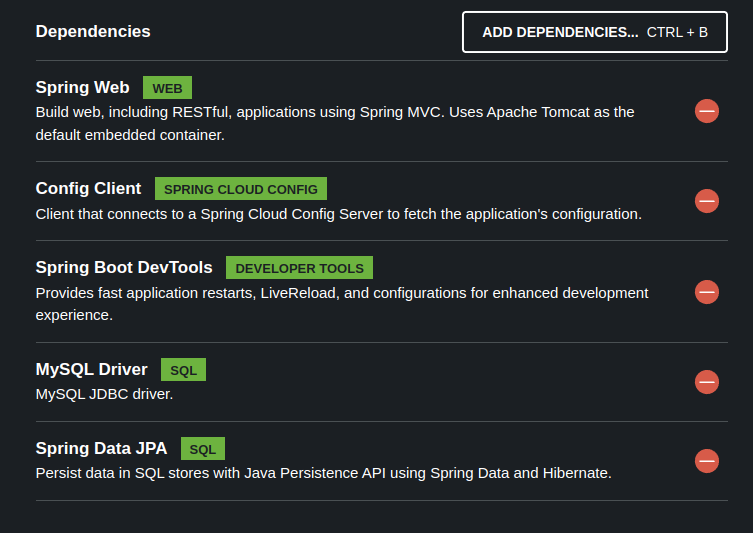 Dependencies
ADD DEPENDENCIES... CTRL + B
Spring Web WEB
Build web, including RESTful, applications using Spring MVC. Uses Apache Tomcat as the
default embedded container.
Config Client SPRING CLOUD CONFIG
Client that connects to a Spring Cloud Config Server to fetch the application's configuration.
Spring Boot DevTools DEVELOPER TOOLS
Provides fast application restarts, LiveReload, and configurations for enhanced development
experience.
MySQL Driver SQL
MySQL JDBC driver.
Spring Data JPA SQL
Persist data in SQL stores with Java Persistence API using Spring Data and Hibernate.